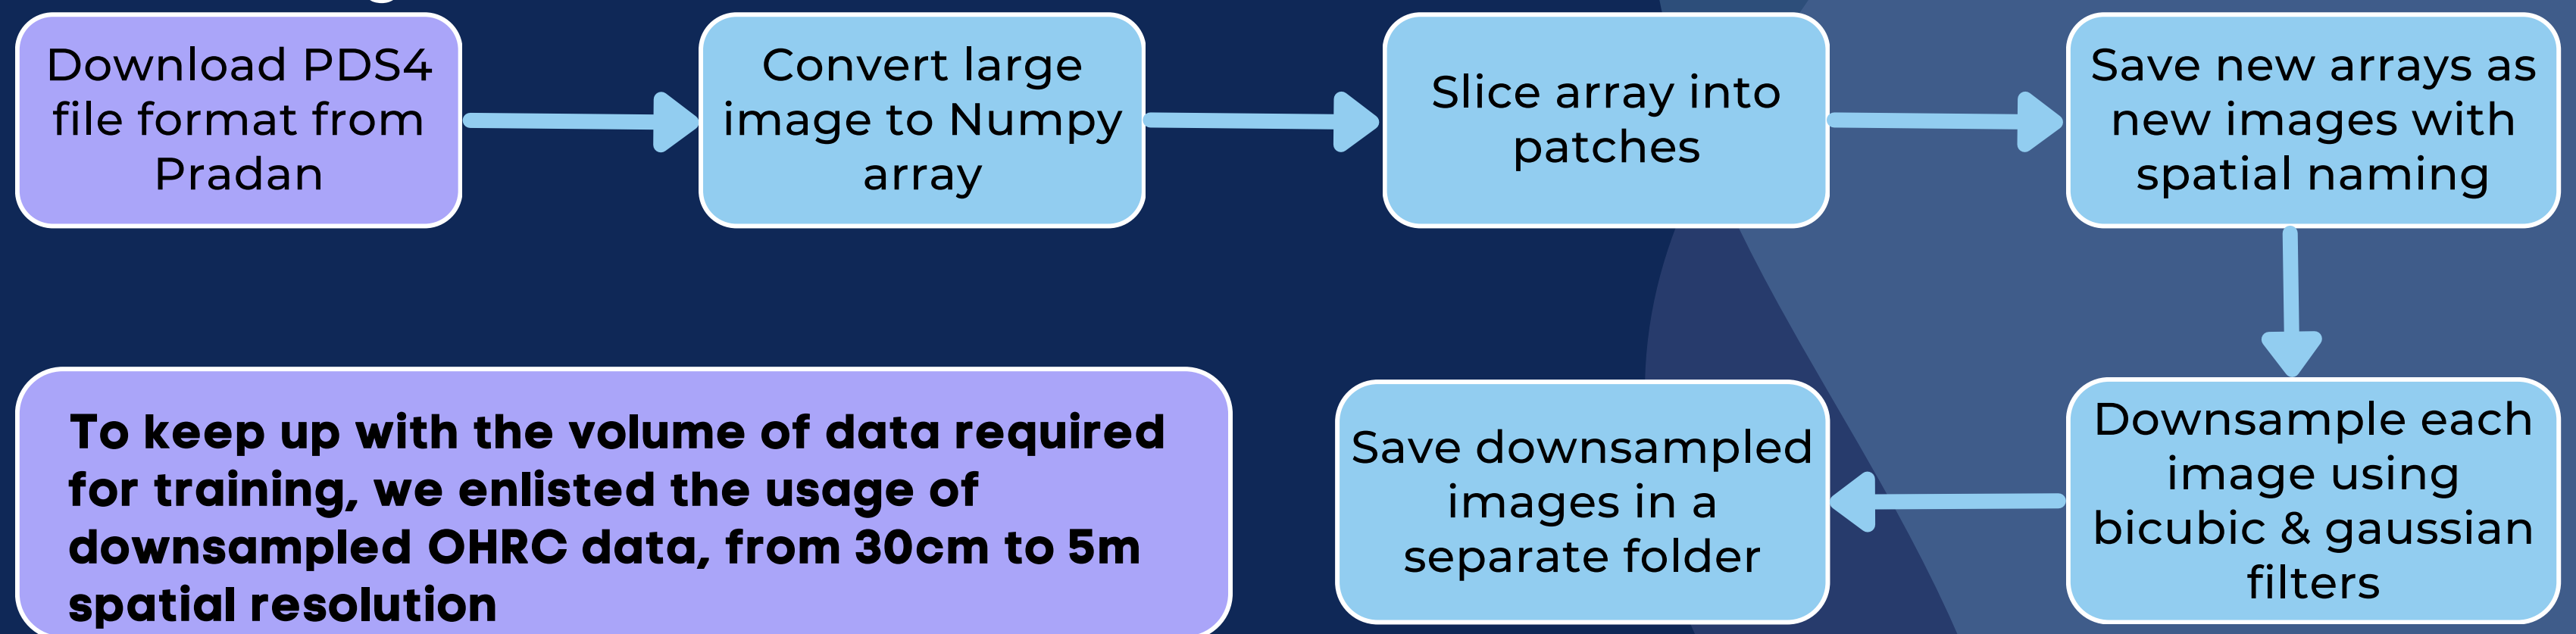 Download PDS4
file format from
Pradan
Convert large
image to Numpy
array
Slice array into
patches
Save new arrays as
new images with
spatial naming
Downsample each
image using
bicubic & gaussian
filters
Save downsampled
images in a
separate folder
To keep up with the volume of data required
for training, we enlisted the usage of
downsampled OHRC data, from 30cm to 5m
spatial resolution